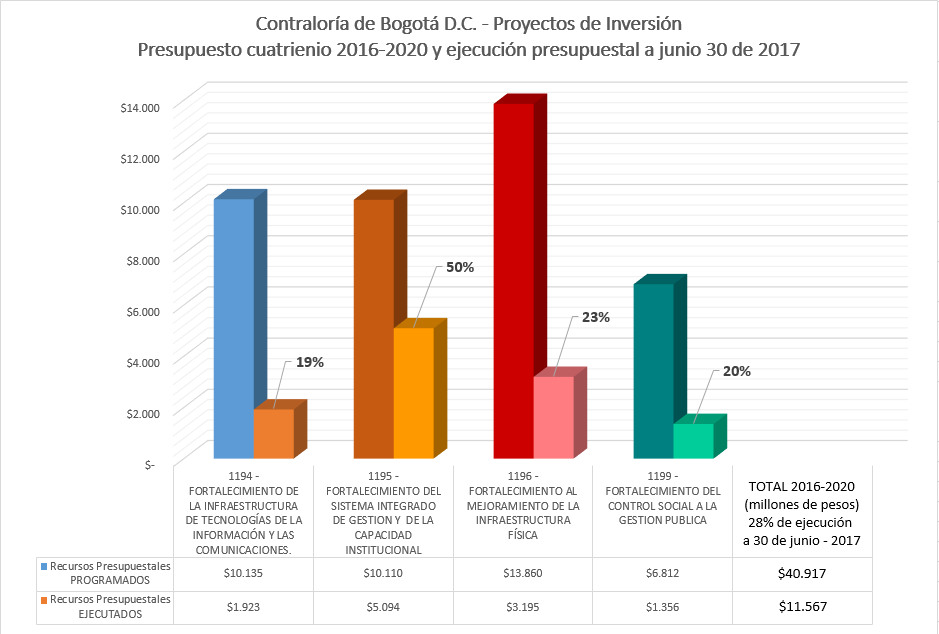 Contraloría de Bogotá D.C. - Proyectos de Inversión
Presupuesto cuatrienio 2016-2020 y ejecución presupuestal a junio 30 de 2017
$14.000
$12.000
$10.000
$8.000
$6.000
$4.000
$2.000
$-
19%
50%
23%
20%
1194 -
FORTALECIMIENTO DE
LA INFRAESTRUCTURA
DE TECNOLOGÍAS DE LA
INFORMACIÓN Y LAS
COMUNICACIONES.
1195 -
FORTALECIMIENTO DEL
SISTEMA INTEGRADO
DE GESTION Y DE LA
CAPACIDAD
INSTITUCIONAL
1196 -
FORTALECIMIENTO AL
MEJORAMIENTO DE LA
INFRAESTRUCTURA
FÍSICA
1199 -
FORTALECIMIENTO DEL
CONTROL SOCIAL A LA
GESTION PUBLICA
TOTAL 2016-2020
(millones de pesos)
28% de ejecución
a 30 de junio - 2017
Recursos Presupuestales
PROGRAMADOS
$10.135
$10.110
$13.860
$6.812
$40.917
Recursos Presupuestales
EJECUTADOS
$1.923
$5.094
$3.195
$1.356
$11.567